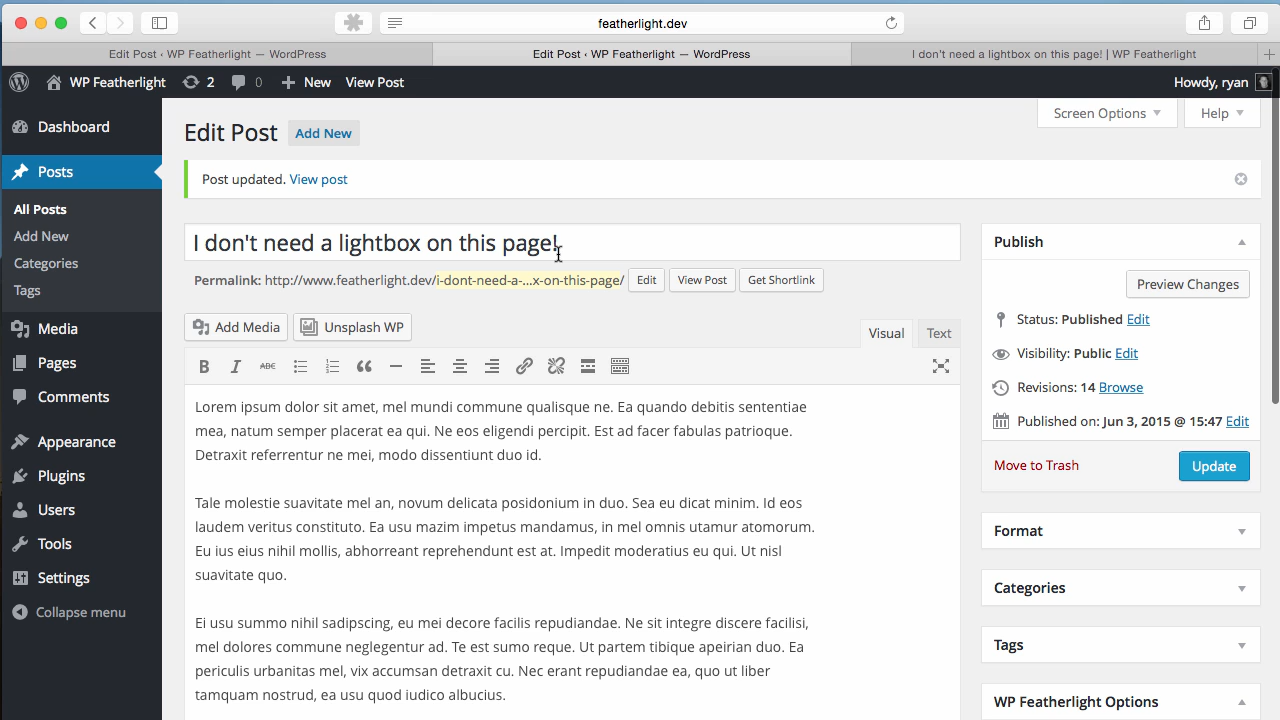 featherlight.dev
Edit Post ‹ WP Featherlight — WordPress
Edit Post ‹ WP Featherlight — WordPress
I don't need a lightbox on this page! | WP Featherlight
WP Featherlight
2
0
New
View Post
Howdy, ryan
Dashboard
Posts
All Posts
Add New
Categories
Tags
Media
Pages
Comments
Appearance
Plugins
Users
Tools
Settings
Collapse menu
Screen Options
Help
Edit Post
Add New
Post updated. View post
I don't need a lightbox on this page!
Permalink: http://www.featherlight.dev/i-dont-need-a-...x-on-this-page/
Edit
View Post
Get Shortlink
Add Media
Unsplash WP
Visual
Text
B
I
ABC
Lorem ipsum dolor sit amet, mel mundi commune qualisque ne. Ea quando debitis sententiae
mea, natum semper placerat ea qui. Ne eos eligendi percipit. Est ad facer fabulas patrioque.
Detraxit referrentur ne mei, modo dissentiunt duo id.
Tale molestie suavitate mel an, novum delicata posidonium in duo. Sea eu dicat minim. Id eos
laudem veritus constituto. Ea usu mazim impetus mandamus, in mel omnis utamur atomorum.
Eu ius eius nihil mollis, abhorreant reprehendunt est at. Impedit moderatius eu qui. Ut nisl
suavitate quo.
Ei usu summo nihil sadipscing, eu mei decore facilis repudiandae. Ne sit integre discere facilisi,
mel dolores commune neglegentur ad. Te est sumo reque. Ut partem tibique apeirian duo. Ea
periculis urbanitas mel, vix accumsan detraxit cu. Nec erant repudiandae ea, quo ut liber
tamquam nostrud, ea usu quod iudico albucius.
Publish
Preview Changes
Status: Published Edit
Visibility: Public Edit
Revisions: 14 Browse
Published on: Jun 3, 2015 @ 15:47 Edit
Move to Trash
Update
Format
Categories
Tags
WP Featherlight Options